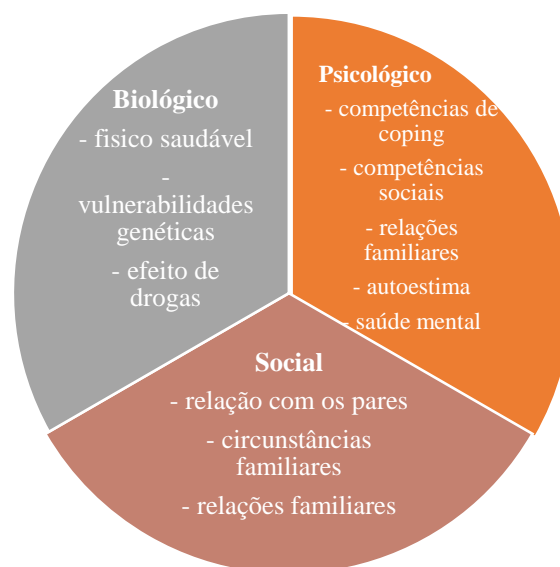 Biológico
- fisico saudável
-
vulnerabilidades
genéticas
- efeito de
drogas
Psicológico
- competências de
coping
- competências
sociais
- relações
familiares
- autoestima
- saúde mental
Social
- relação com os pares
- circunstâncias
familiares
- relações familiares